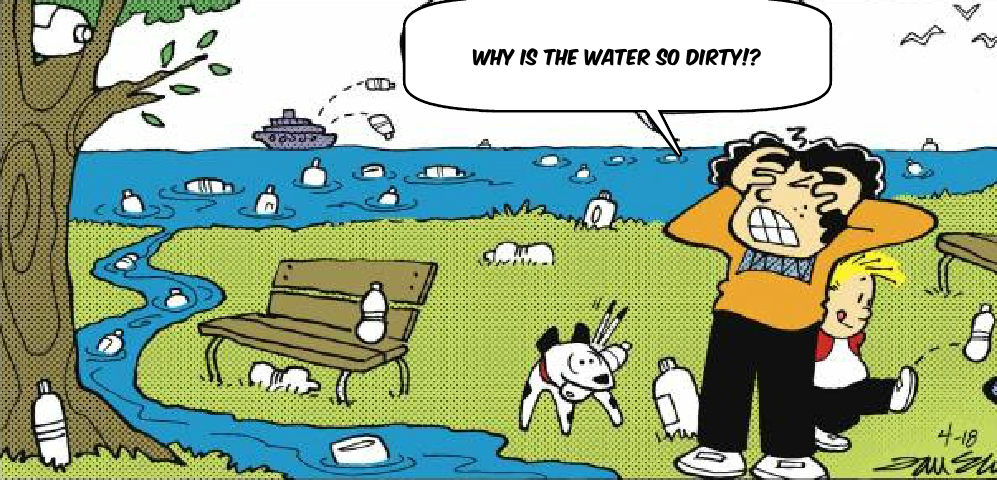 WHY IS THE WATER SO DIRTY!?
4-18